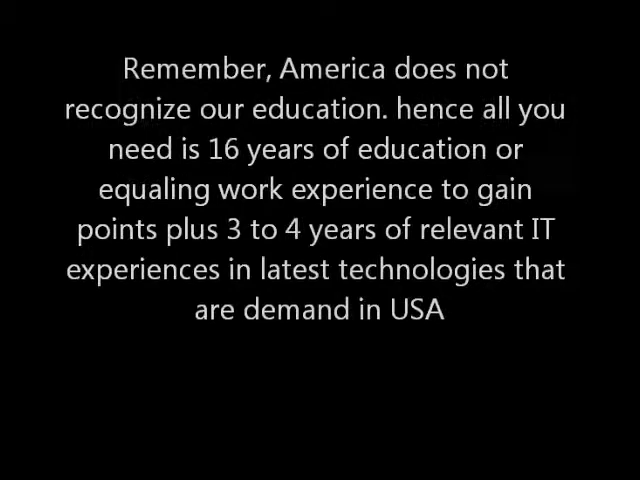 Remember, America does not
recognize our education. hence all you
need is 16 years of education or
equaling work experience to gain
points plus 3 to 4 years of relevant IT
experiences in latest technologies that
are demand in USA